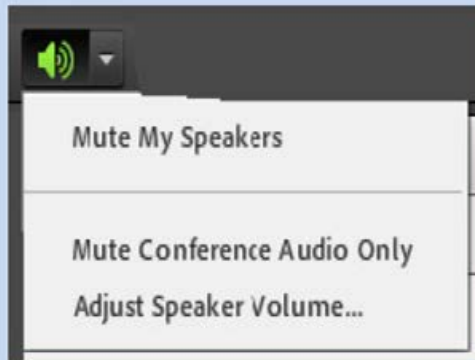 Mute My Speakers
Mute Conference Audio Only
Adjust Speaker Volume...